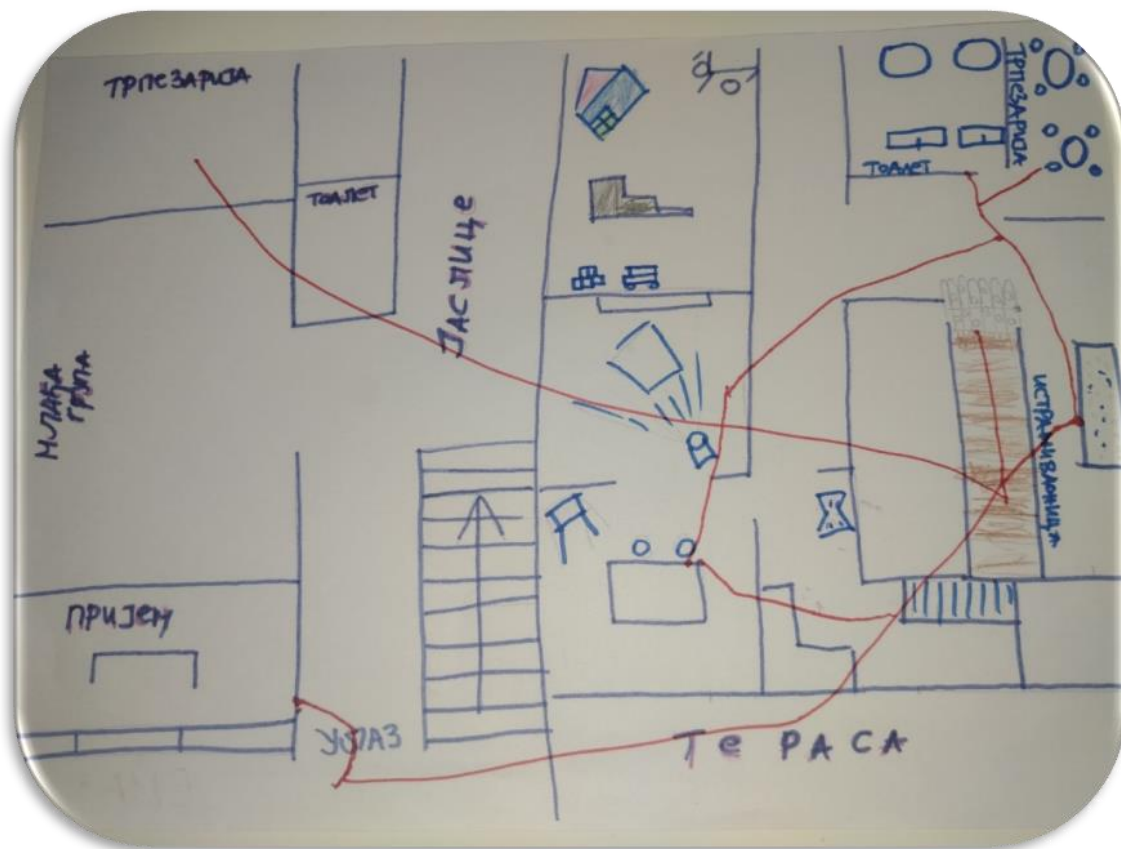 ТРПЕЗАРИЈА
ТОАЛЕТ
ЈАСЛИЦЕ
МЛАЂА
ГРУПА
ПРИЈЕМ
УЛАЗ
ТеРАСА
ТОАЛЕТ
ТРПЕЗАРИЈА
ИСТРАЖИВАОНИЦА